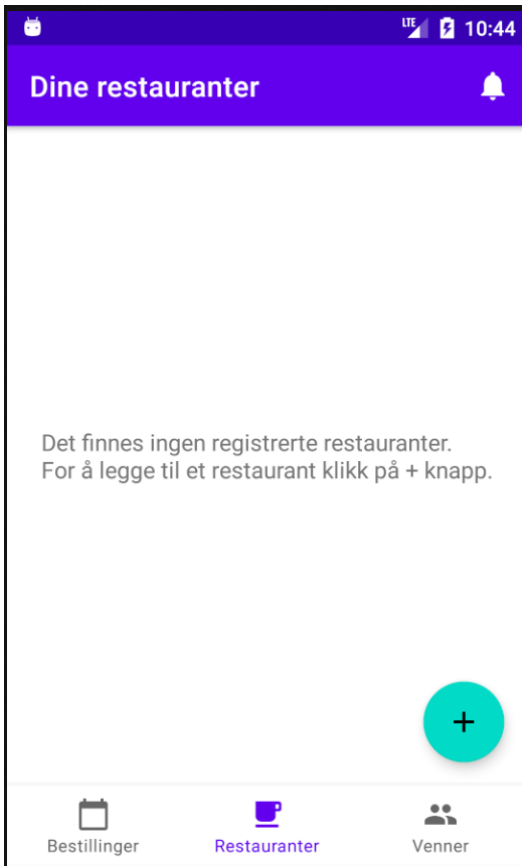 LTE 10:44
Dine restauranter
Det finnes ingen registrerte restauranter.
For å legge til et restaurant klikk på + knapp.
+
Bestillinger Restauranter Venner